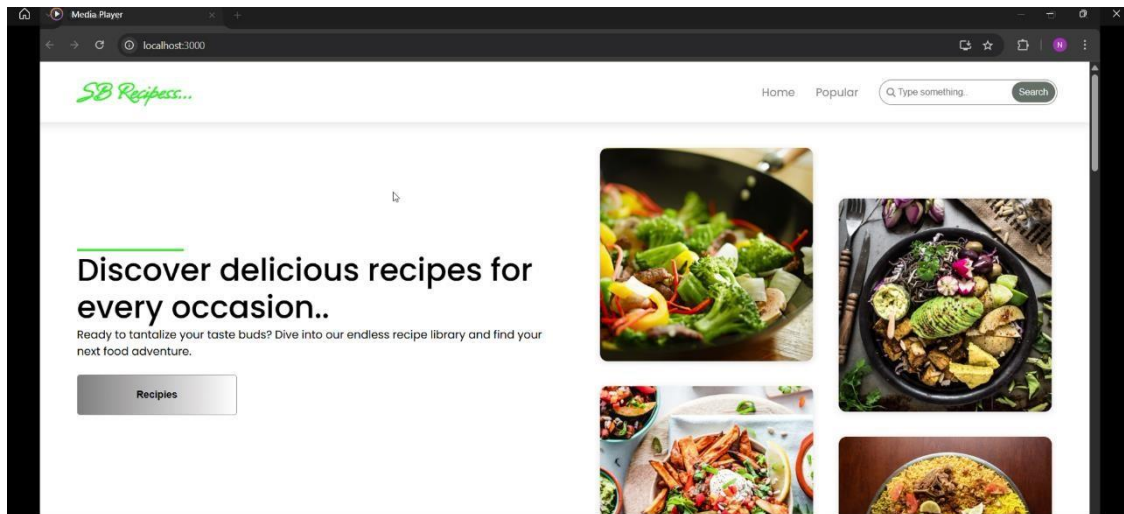 Media Player
localhost:3000
N
SB Recipess...
Home Popular Type something.. Search
Discover delicious recipes for
every occasion..
Ready to tantalize your taste buds? Dive into our endless recipe library and find your
next food adventure.
Recipies